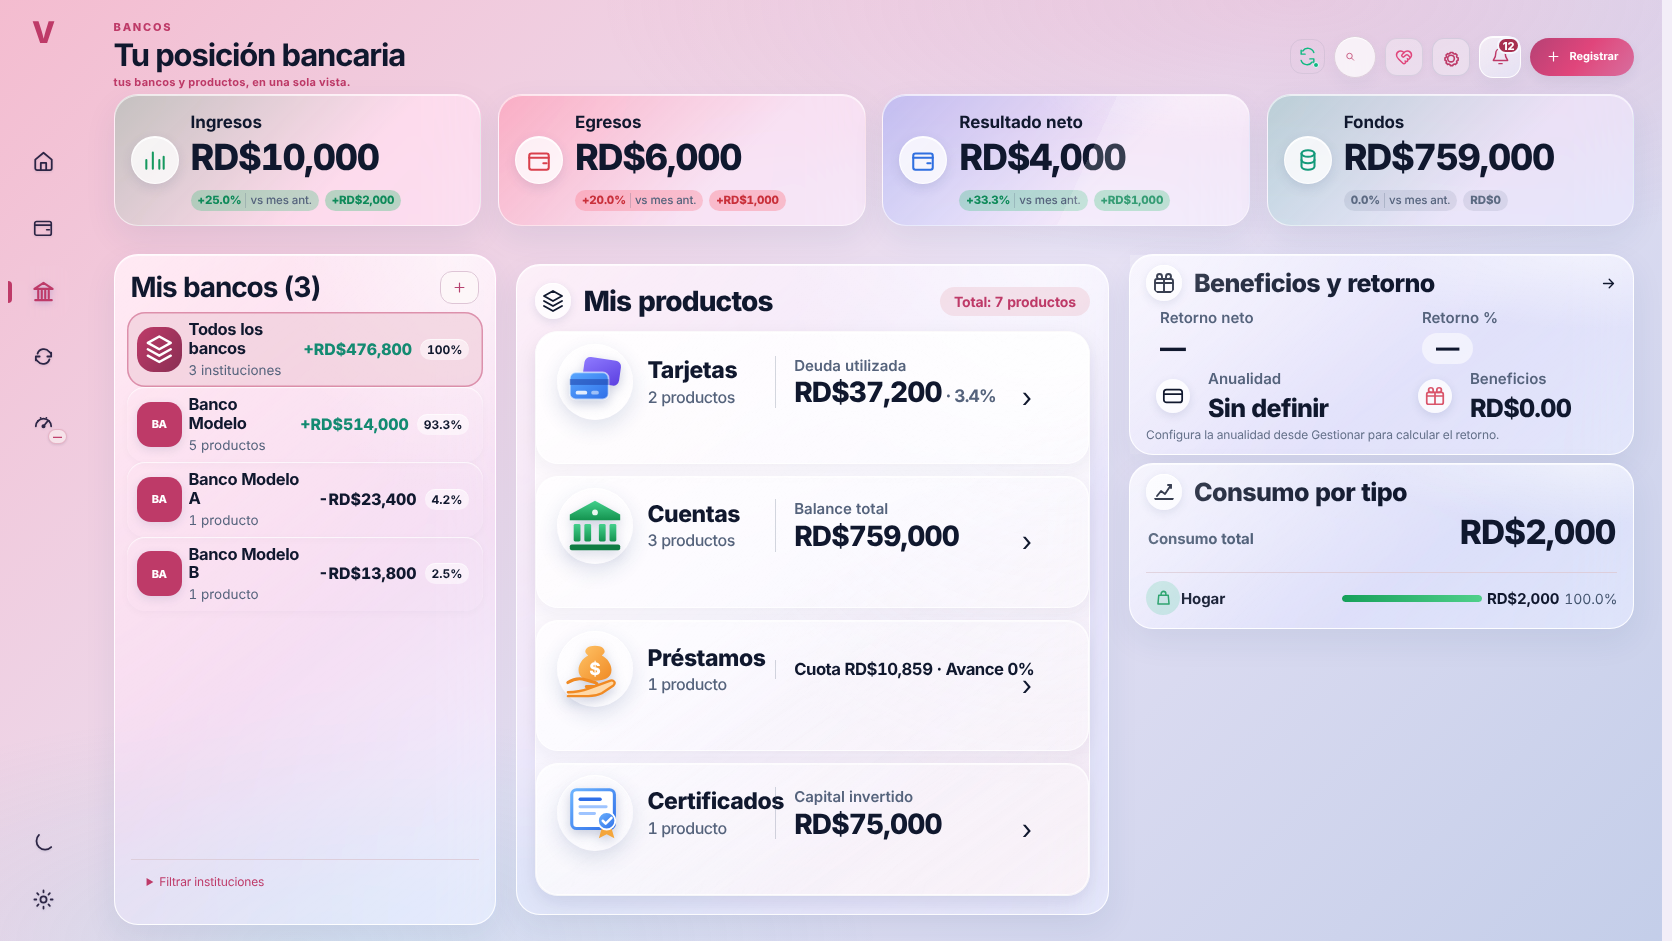 V
BANCOS
Tu posición bancaria
tus bancos y productos, en una sola vista.
12
Registrar
Ingresos
RD$10,000
+25.0% vs mes ant. +RD$2,000
Egresos
RD$6,000
+20.0% vs mes ant. +RD$1,000
Resultado neto
RD$4,000
+33.3% vs mes ant. +RD$1,000
Fondos
RD$759,000
0.0% vs mes ant. RD$0
Mis bancos (3)
Todos los
bancos
3 instituciones
+RD$476,800 100%
BA
Banco
Modelo
5 productos
+RD$514,000 93.3%
BA
Banco Modelo
A
1 producto
-RD$23,400 4.2%
BA
Banco Modelo
B
1 producto
-RD$13,800 2.5%
Filtrar instituciones
Mis productos
Total: 7 productos
Tarjetas
2 productos
Deuda utilizada
RD$37,200 · 3.4%
Cuentas
3 productos
Balance total
RD$759,000
$
Préstamos
1 producto
Cuota RD$10,859 · Avance 0%
Certificados
1 producto
Capital invertido
RD$75,000
Beneficios y retorno
Retorno neto
—
Retorno %
—
Anualidad
Sin definir
Beneficios
RD$0.00
Configura la anualidad desde Gestionar para calcular el retorno.
Consumo por tipo
Consumo total
RD$2,000
Hogar
RD$2,000 100.0%